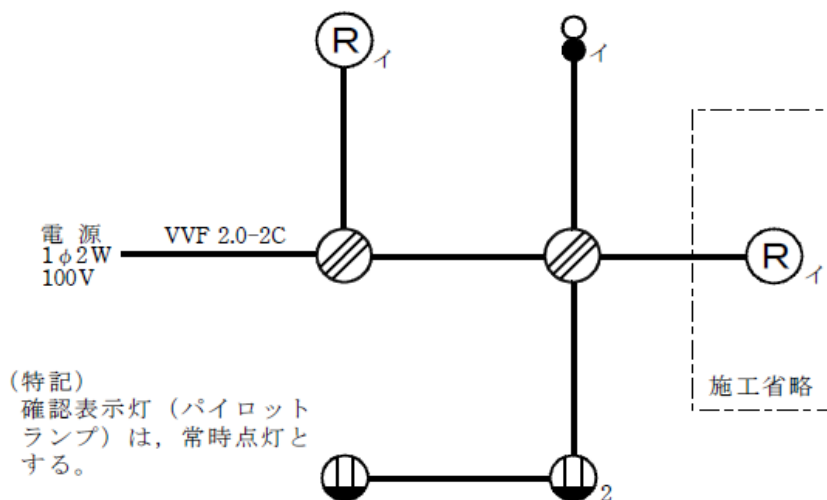 R イ
イ
電源 VVF 2.0-2C
1φ2W
100V
R イ
(特記)
確認表示灯(パイロット
ランプ)は,常時点灯と
する。
施工省略
2